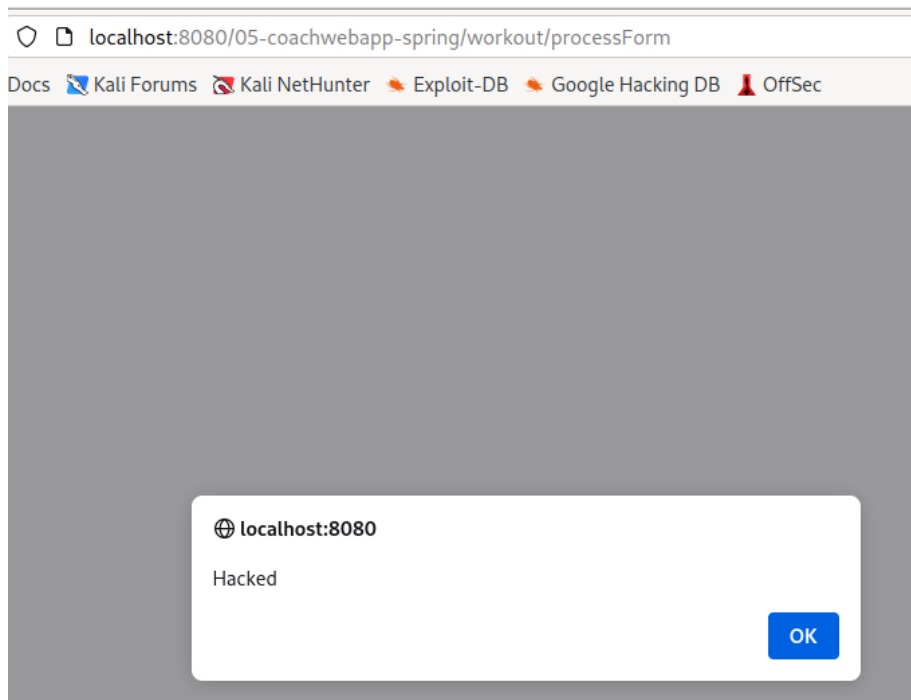 localhost:8080/05-coachwebapp-spring/workout/processForm
Docs Kali Forums Kali NetHunter Exploit-DB Google Hacking DB OffSec
localhost:8080
Hacked
OK